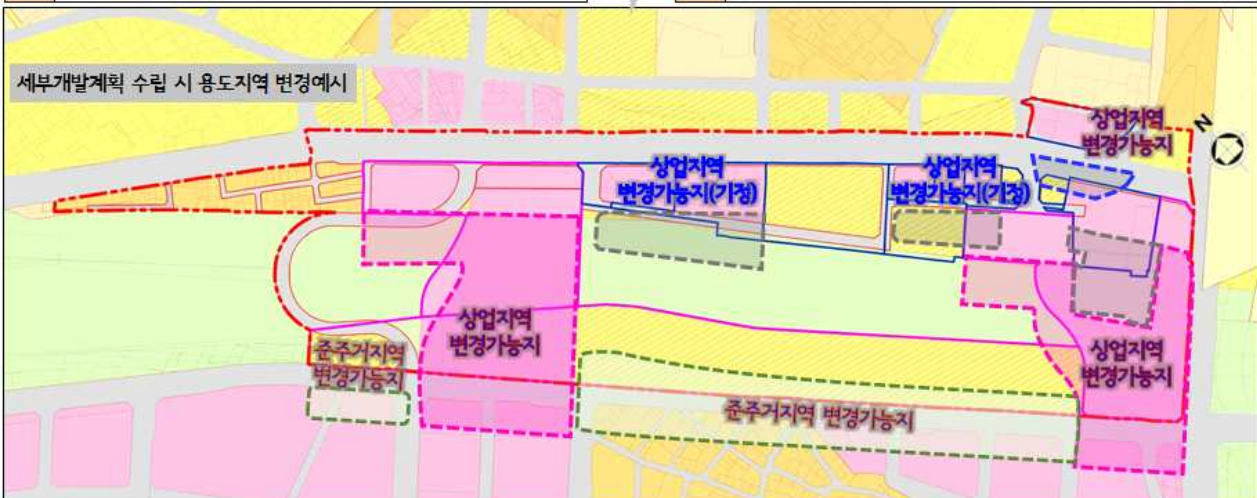 세부개발계획 수립 시 용도지역 변경예시
상업지역
변경가능지
N
상업지역
변경가능지(기정)
상업지역
변경가능지(기정)
상업지역
변경가능지
준주거지역
변경가능지
상업지역
변경가능지
준주거지역 변경가능지